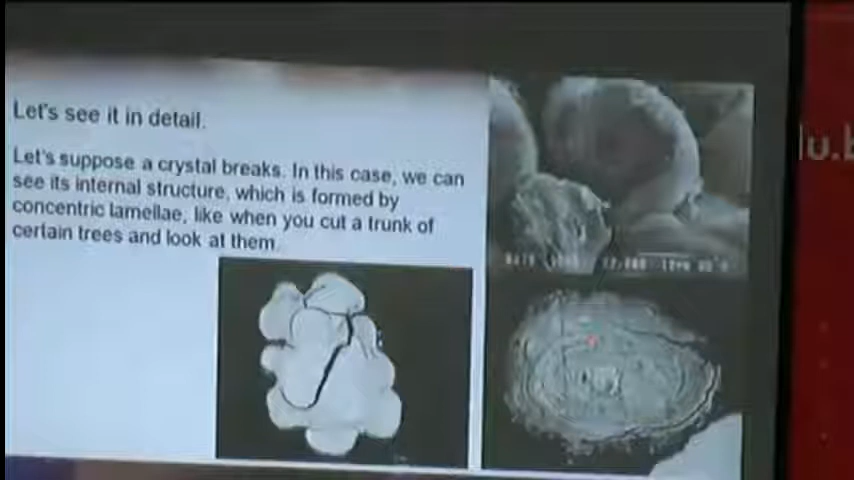 Let's see it in detail.
Let's suppose a crystal breaks. In this case, we can
see its internal structure, which is formed by
concentric lamellae, like when you cut a trunk of
certain trees and look at them.
lu.b